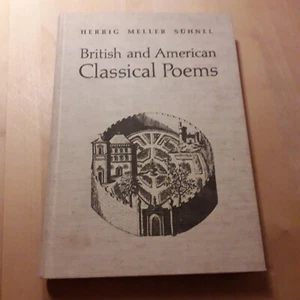 HERRIG MELLER SÜHNEL
British and American
Classical Poems